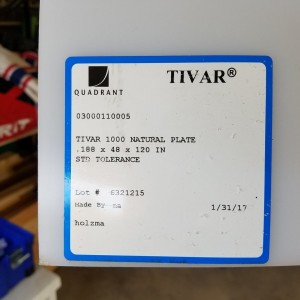 QUADRANT
TIVAR®
03000110005
TIVAR 1000 NATURAL PLATE
.188 x 48 x 120 IN
STD TOLERANCE
Lot # 6321215
Made By ma
1/31/17
holzma